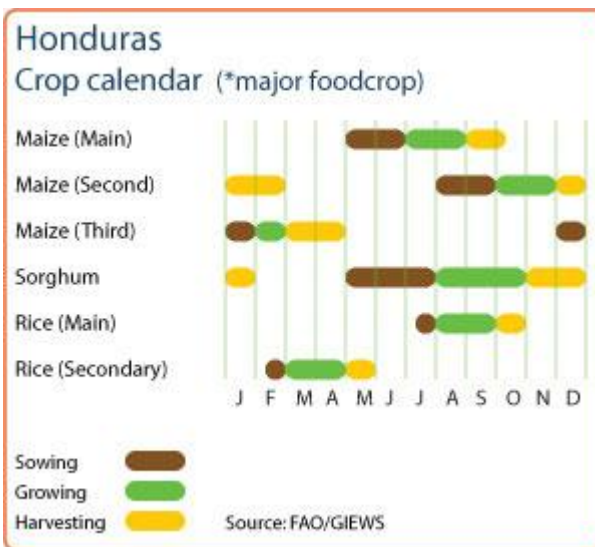 Honduras
Crop calendar (*major foodcrop)
Maize (Main)
Maize (Second)
Maize (Third)
Sorghum
Rice (Main)
Rice (Secondary)
J F M A M J J A S O N D
Sowing
Growing
Harvesting
Source: FAO/GIEWS